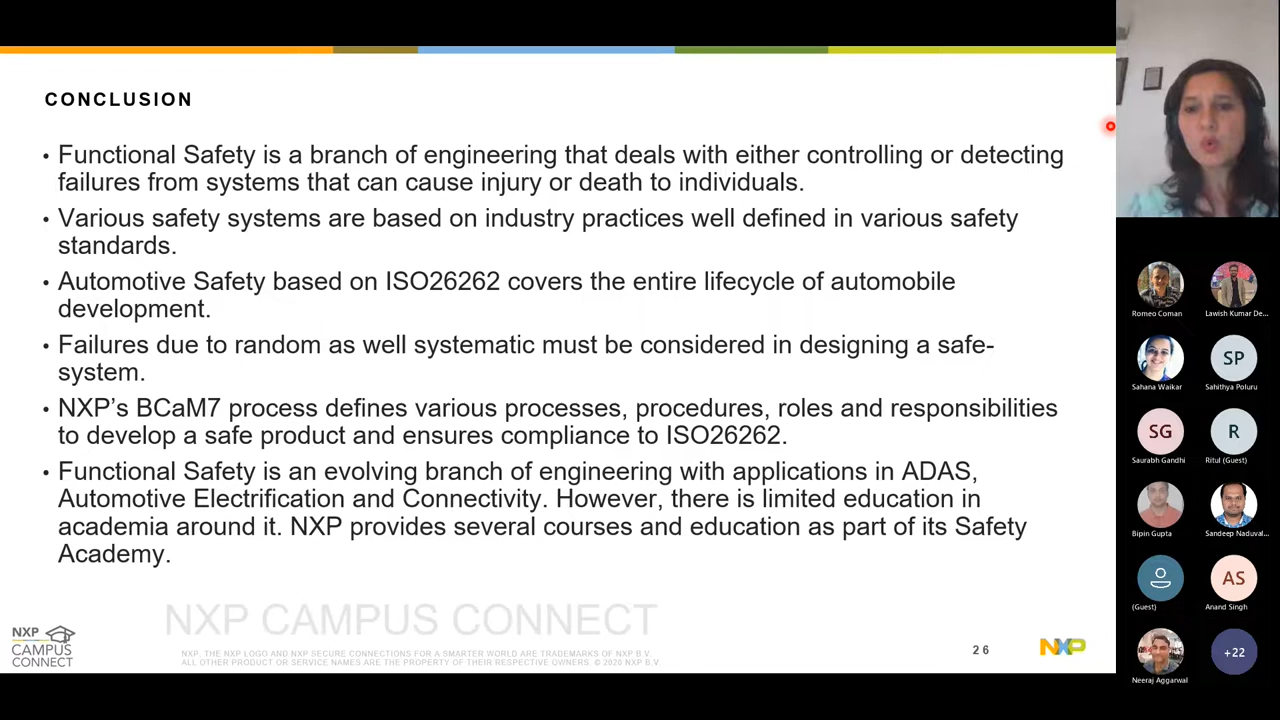 CONCLUSION
• Functional Safety is a branch of engineering that deals with either controlling or detecting
failures from systems that can cause injury or death to individuals.
• Various safety systems are based on industry practices well defined in various safety
standards.
• Automotive Safety based on ISO26262 covers the entire lifecycle of automobile
development.
• Failures due to random as well systematic must be considered in designing a safe-
system.
• NXP’s BCaM7 process defines various processes, procedures, roles and responsibilities
to develop a safe product and ensures compliance to ISO26262.
• Functional Safety is an evolving branch of engineering with applications in ADAS,
Automotive Electrification and Connectivity. However, there is limited education in
academia around it. NXP provides several courses and education as part of its Safety
Academy.
NXP CAMPUS CONNECT
NXP
CAMPUS
CONNECT
NXP, THE NXP LOGO AND NXP SECURE CONNECTIONS FOR A SMARTER WORLD ARE TRADEMARKS OF NXP B.V.
ALL OTHER PRODUCT OR SERVICE NAMES ARE THE PROPERTY OF THEIR RESPECTIVE OWNERS. © 2020 NXP B.V.
26
NXP
Romeo Coman
Lawish Kumar De...
Sahana Waikar
SP
Sahithya Poluru
SG
Saurabh Gandhi
R
Ritul (Guest)
Bipin Gupta
Sandeep Naduval...
(Guest)
AS
Anand Singh
Neeraj Aggarwal
+22